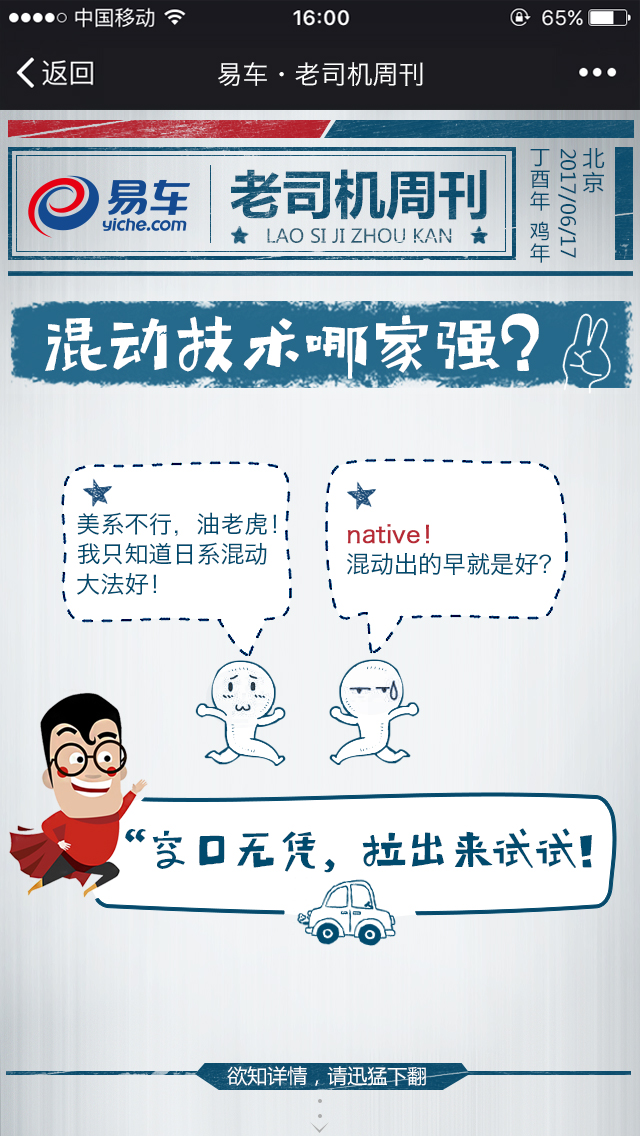 中国移动
16:00
65%
返回
易车·老司机周刊
易车
yiche.com
老司机周刊
LAO SI JI ZHOU KAN
北京
2017/06/17
丁酉年 鸡年
混动技术哪家强?
美系不行，油老虎！
我只知道日系混动
大法好！
native！
混动出的早就是好?
“空口无凭，拉出来试试!
欲知详情，请迅猛下翻